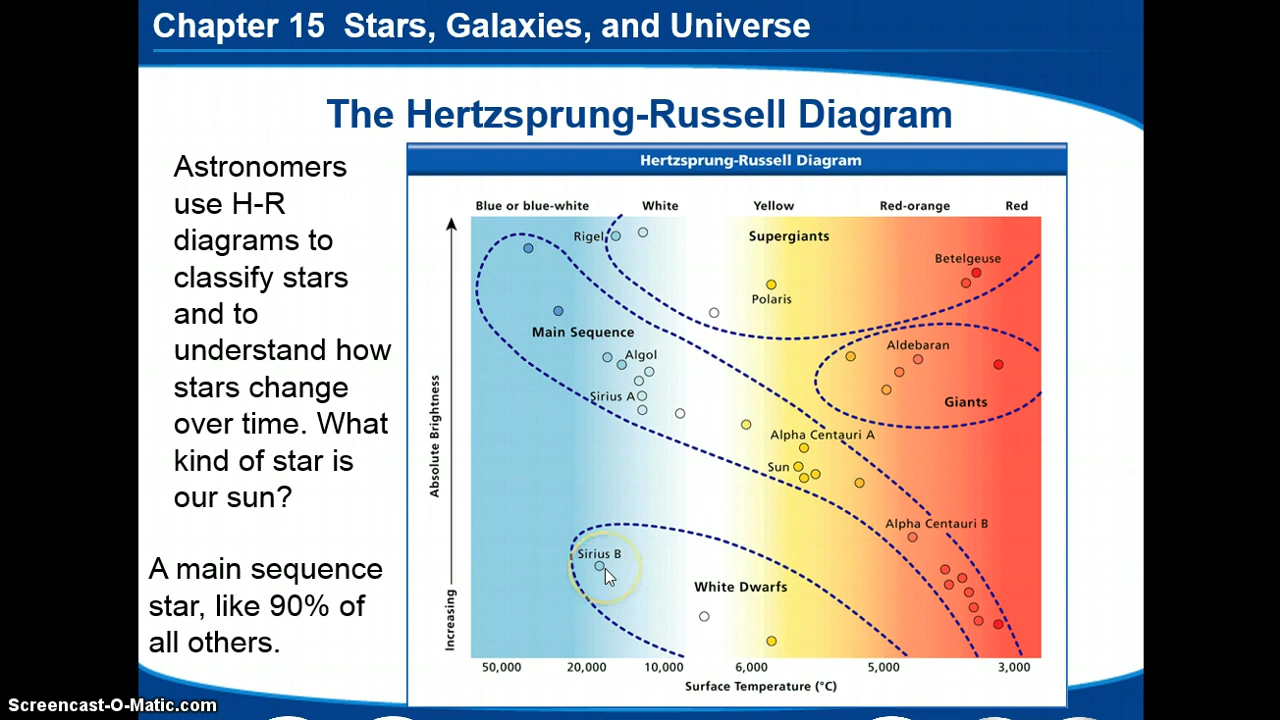 Chapter 15 Stars, Galaxies, and Universe
The Hertzsprung-Russell Diagram
Astronomers
use H-R
diagrams to
classify stars
and to
understand how
stars change
over time. What
kind of star is
our sun?
A main sequence
star, like 90% of
all others.
Hertzsprung-Russell Diagram
Blue or blue-white White Yellow Red-orange Red
Rigel
Supergiants
Betelgeuse
Polaris
Main Sequence
Algol
Aldebaran
Sirius A
Giants
Alpha Centauri A
Sun
Alpha Centauri B
Sirius B
White Dwarfs
Absolute Brightness
Increasing
50,000 20,000 10,000 6,000 5,000 3,000
Surface Temperature (°C)
Screencast-O-Matic.com